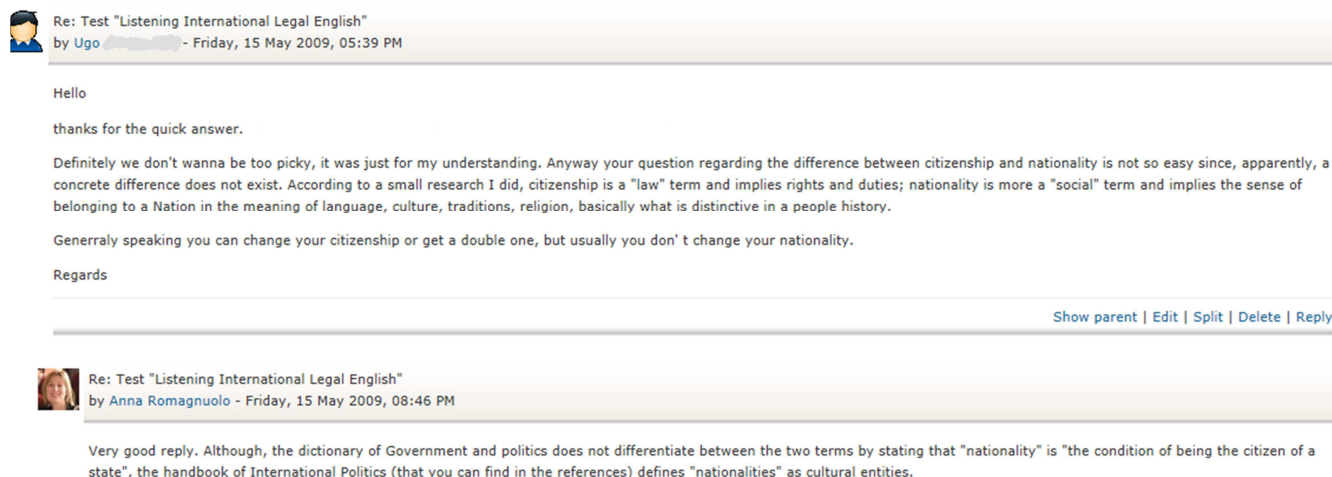 Re: Test "Listening International Legal English"
by Ugo - Friday, 15 May 2009, 05:39 PM
Hello
thanks for the quick answer.
Definitely we don't wanna be too picky, it was just for my understanding. Anyway your question regarding the difference between citizenship and nationality is not so easy since, apparently, a
concrete difference does not exist. According to a small research I did, citizenship is a "law" term and implies rights and duties; nationality is more a "social" term and implies the sense of
belonging to a Nation in the meaning of language, culture, traditions, religion, basically what is distinctive in a people history.
Generraly speaking you can change your citizenship or get a double one, but usually you don' t change your nationality.
Regards
Show parent | Edit | Split | Delete | Reply
Re: Test "Listening International Legal English"
by Anna Romagnuolo - Friday, 15 May 2009, 08:46 PM
Very good reply. Although, the dictionary of Government and politics does not differentiate between the two terms by stating that "nationality" is "the condition of being the citizen of a
state", the handbook of International Politics (that you can find in the references) defines "nationalities" as cultural entities.